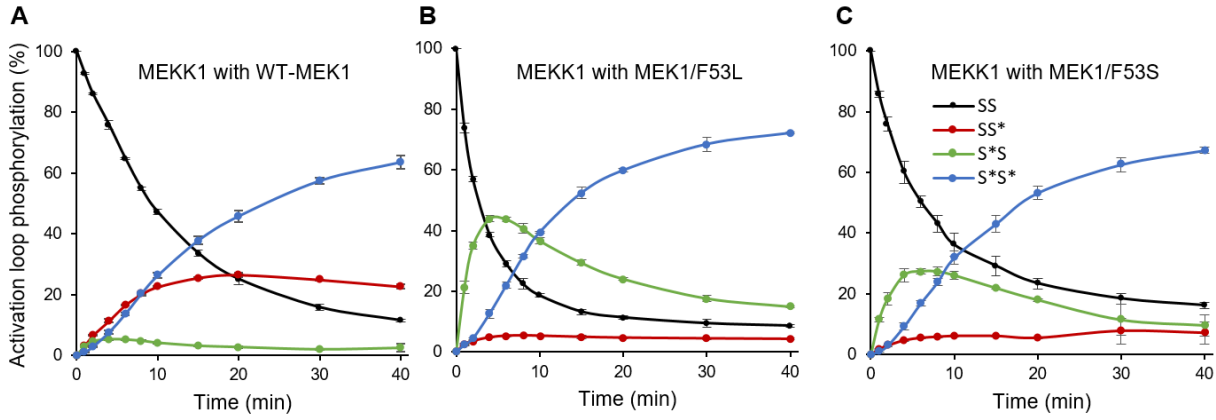 A
B
C
Activation loop phosphorylation (%)
MEKK1 with WT-MEK1
100
80
60
40
20
0
0 10 20 30 40
Time (min)
MEKK1 with MEK1/F53L
100
80
60
40
20
0
0 10 20 30 40
Time (min)
MEKK1 with MEK1/F53S
SS
SS*
S*S
S*S*
100
80
60
40
20
0
0 10 20 30 40
Time (min)